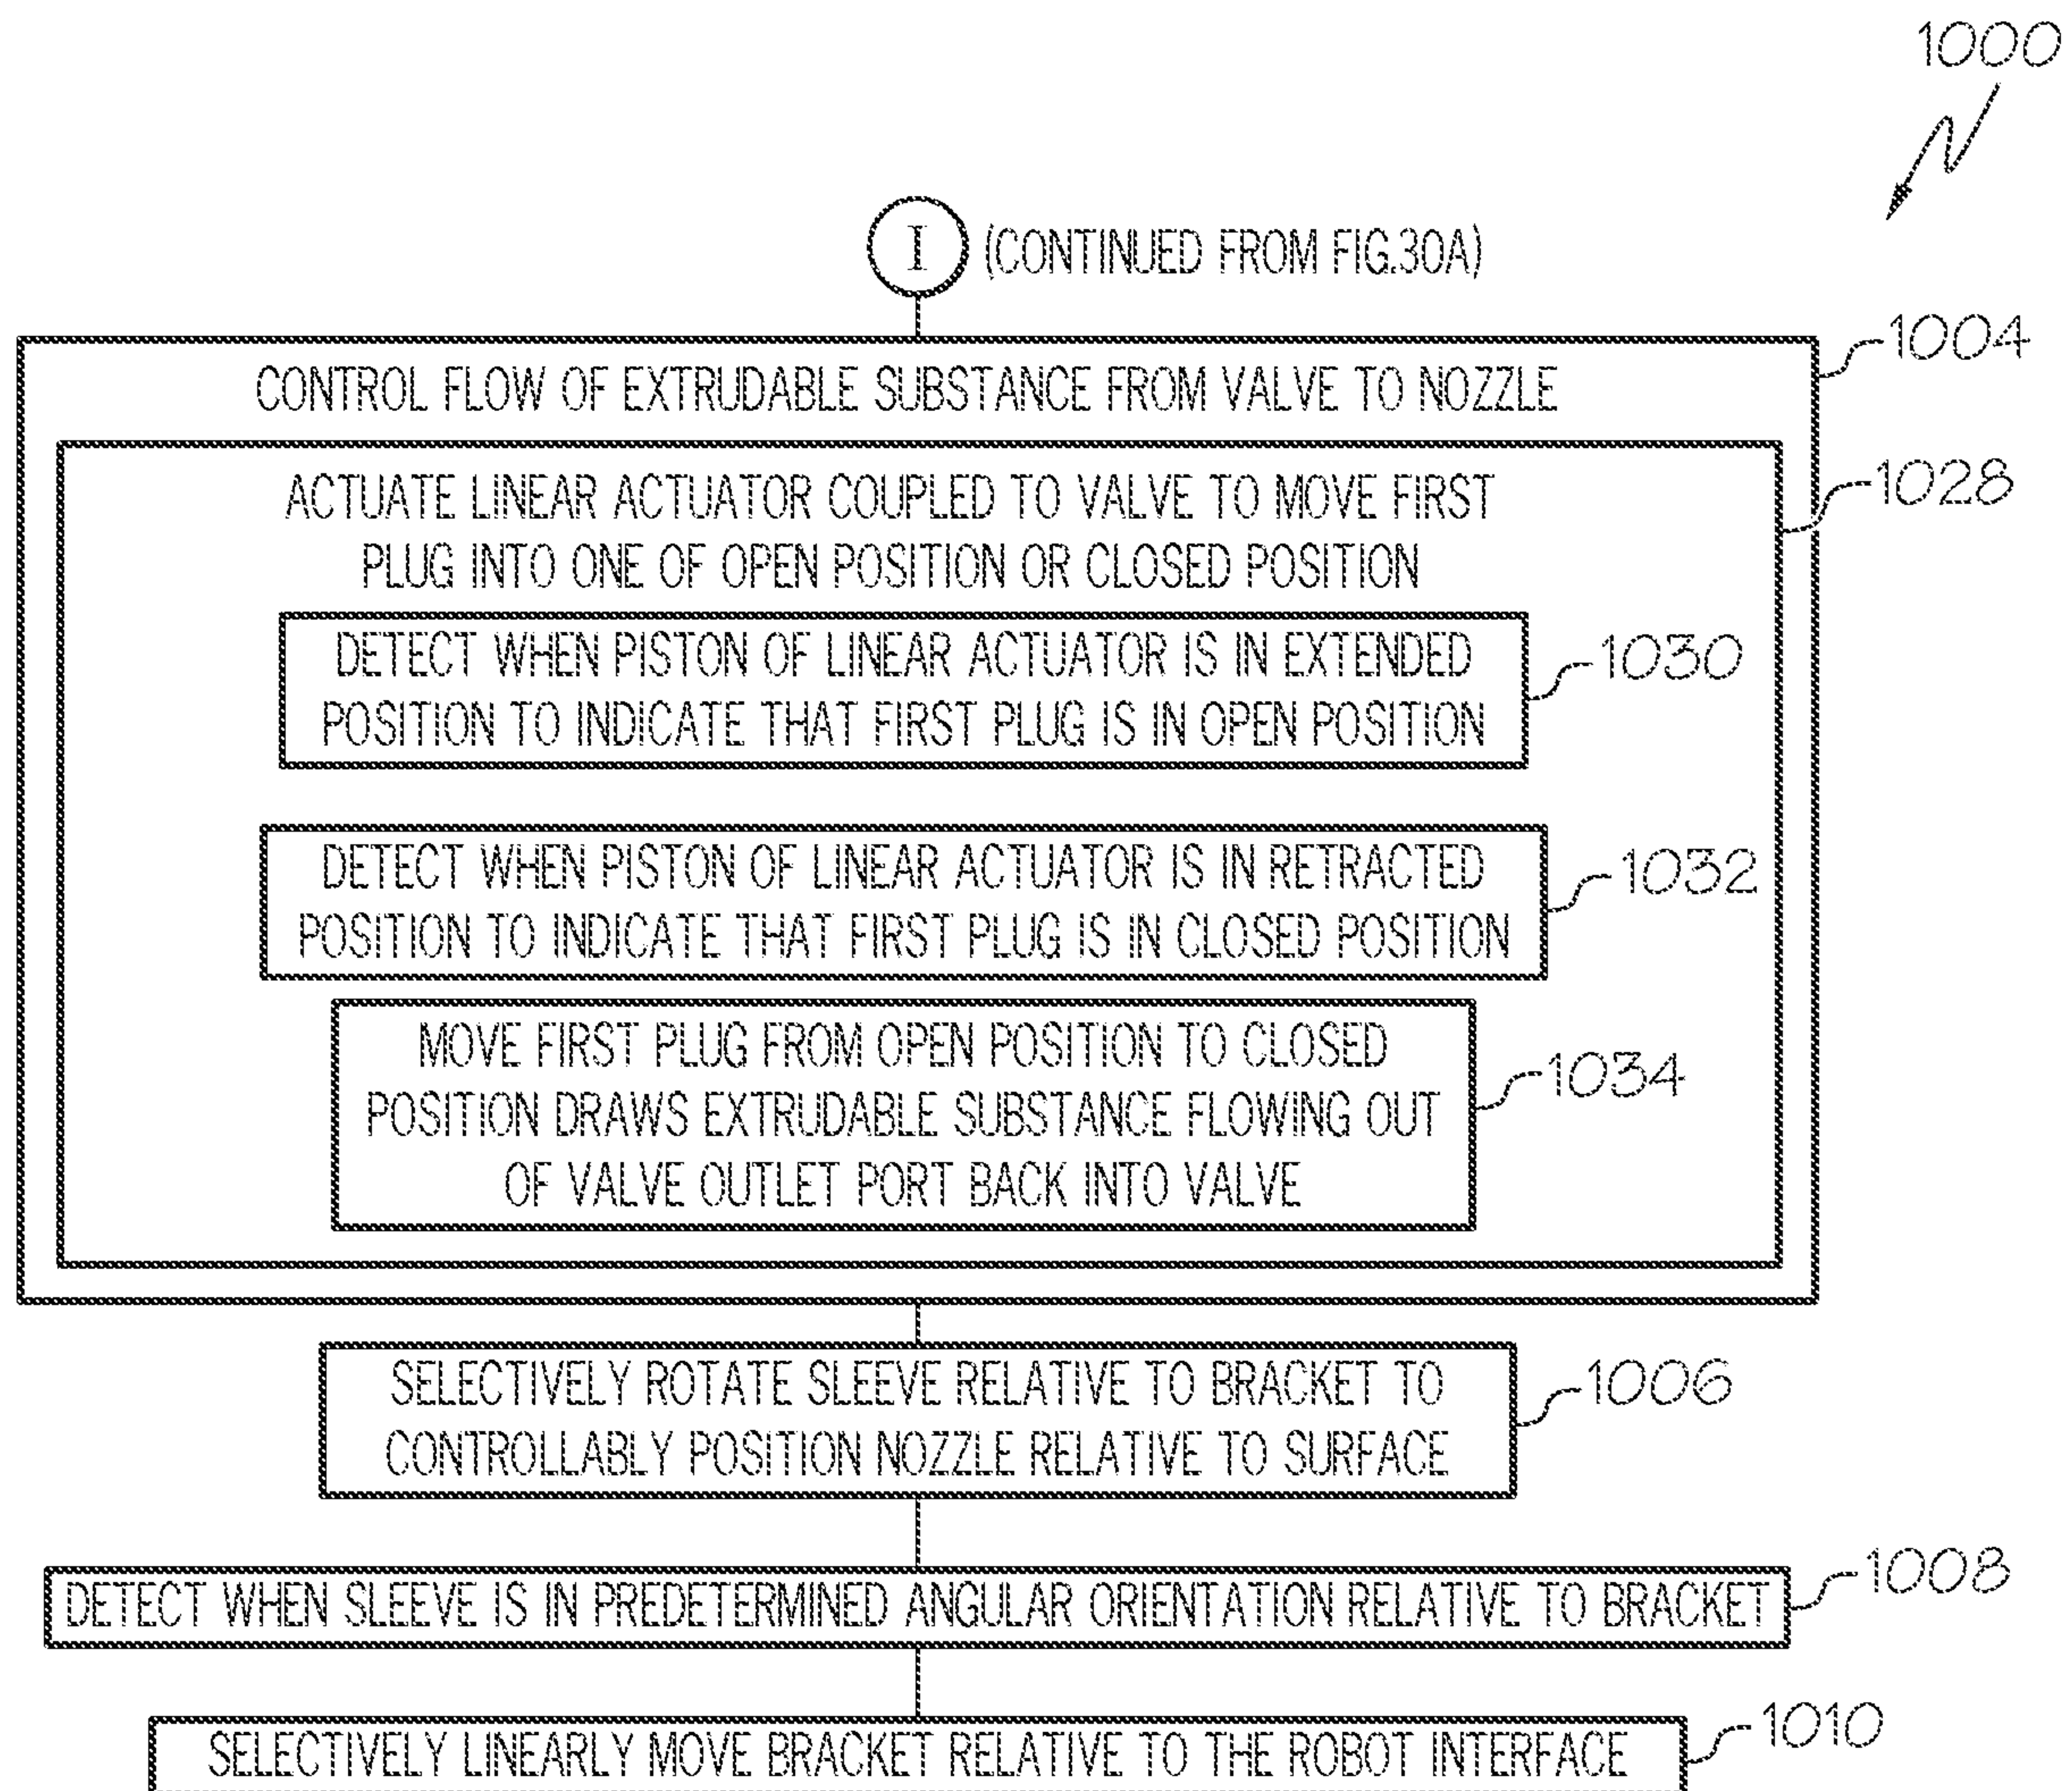 1000
I (CONTINUED FROM FIG.30A)
1004
CONTROL FLOW OF EXTRUDABLE SUBSTANCE FROM VALVE TO NOZZLE
1028
ACTUATE LINEAR ACTUATOR COUPLED TO VALVE TO MOVE FIRST
PLUG INTO ONE OF OPEN POSITION OR CLOSED POSITION
DETECT WHEN PISTON OF LINEAR ACTUATOR IS IN EXTENDED
POSITION TO INDICATE THAT FIRST PLUG IS IN OPEN POSITION
1030
DETECT WHEN PISTON OF LINEAR ACTUATOR IS IN RETRACTED
POSITION TO INDICATE THAT FIRST PLUG IS IN CLOSED POSITION
1032
MOVE FIRST PLUG FROM OPEN POSITION TO CLOSED
POSITION DRAWS EXTRUDABLE SUBSTANCE FLOWING OUT
OF VALVE OUTLET PORT BACK INTO VALVE
1034
SELECTIVELY ROTATE SLEEVE RELATIVE TO BRACKET TO
CONTROLLABLY POSITION NOZZLE RELATIVE TO SURFACE
1006
DETECT WHEN SLEEVE IS IN PREDETERMINED ANGULAR ORIENTATION RELATIVE TO BRACKET
1008
SELECTIVELY LINEARLY MOVE BRACKET RELATIVE TO THE ROBOT INTERFACE
1010